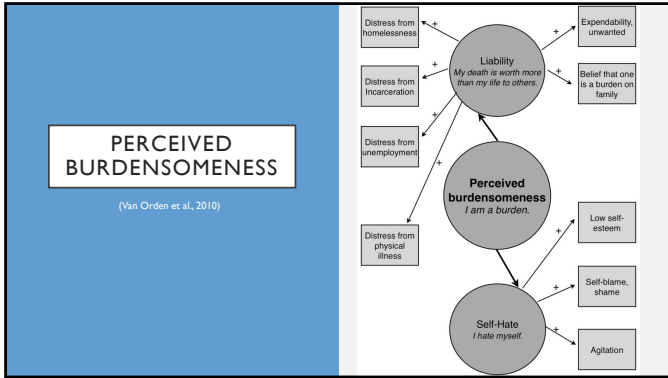 PERCEIVED
BURDENSOMENESS
(Van Orden et al., 2010)
Distress from
homelessness
+
Liability
My death is worth more
than my life to others.
+
Expendability,
unwanted
Distress from
Incarceration
+
+
Belief that one
is a burden on
family
Distress from
unemployment
+
+
Perceived
burdensomeness
I am a burden.
Distress from
physical
illness
Low self-
esteem
+
Self-blame,
shame
+
Self-Hate
I hate myself.
+
Agitation